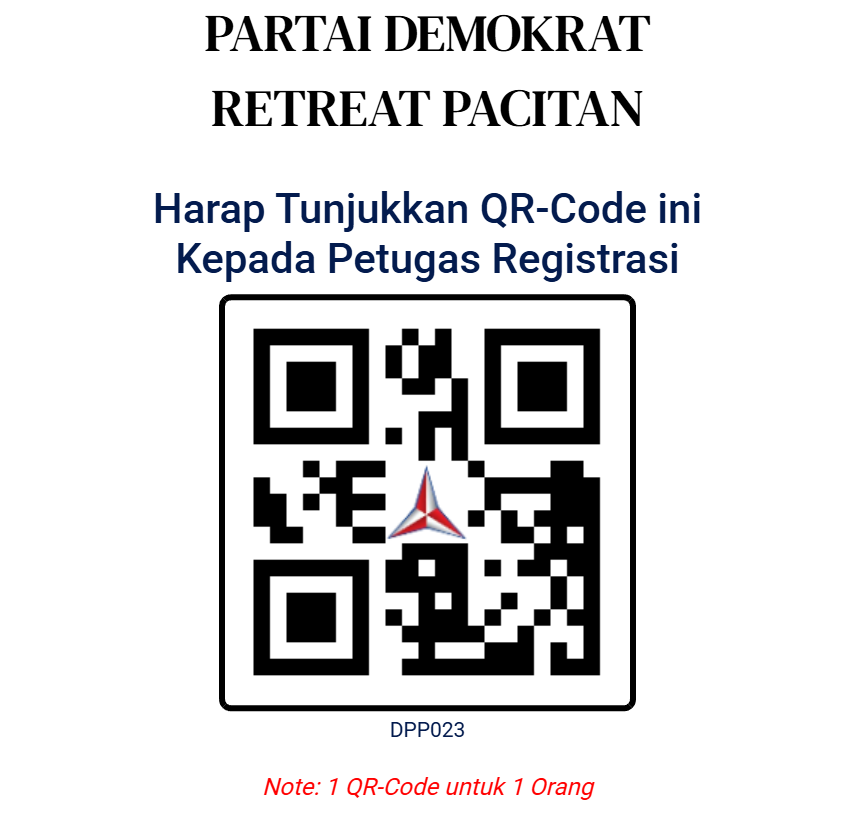 PARTAI DEMOKRAT
RETREAT PACITAN
Harap Tunjukkan QR-Code ini
Kepada Petugas Registrasi
DPP023
Note: 1 QR-Code untuk 1 Orang